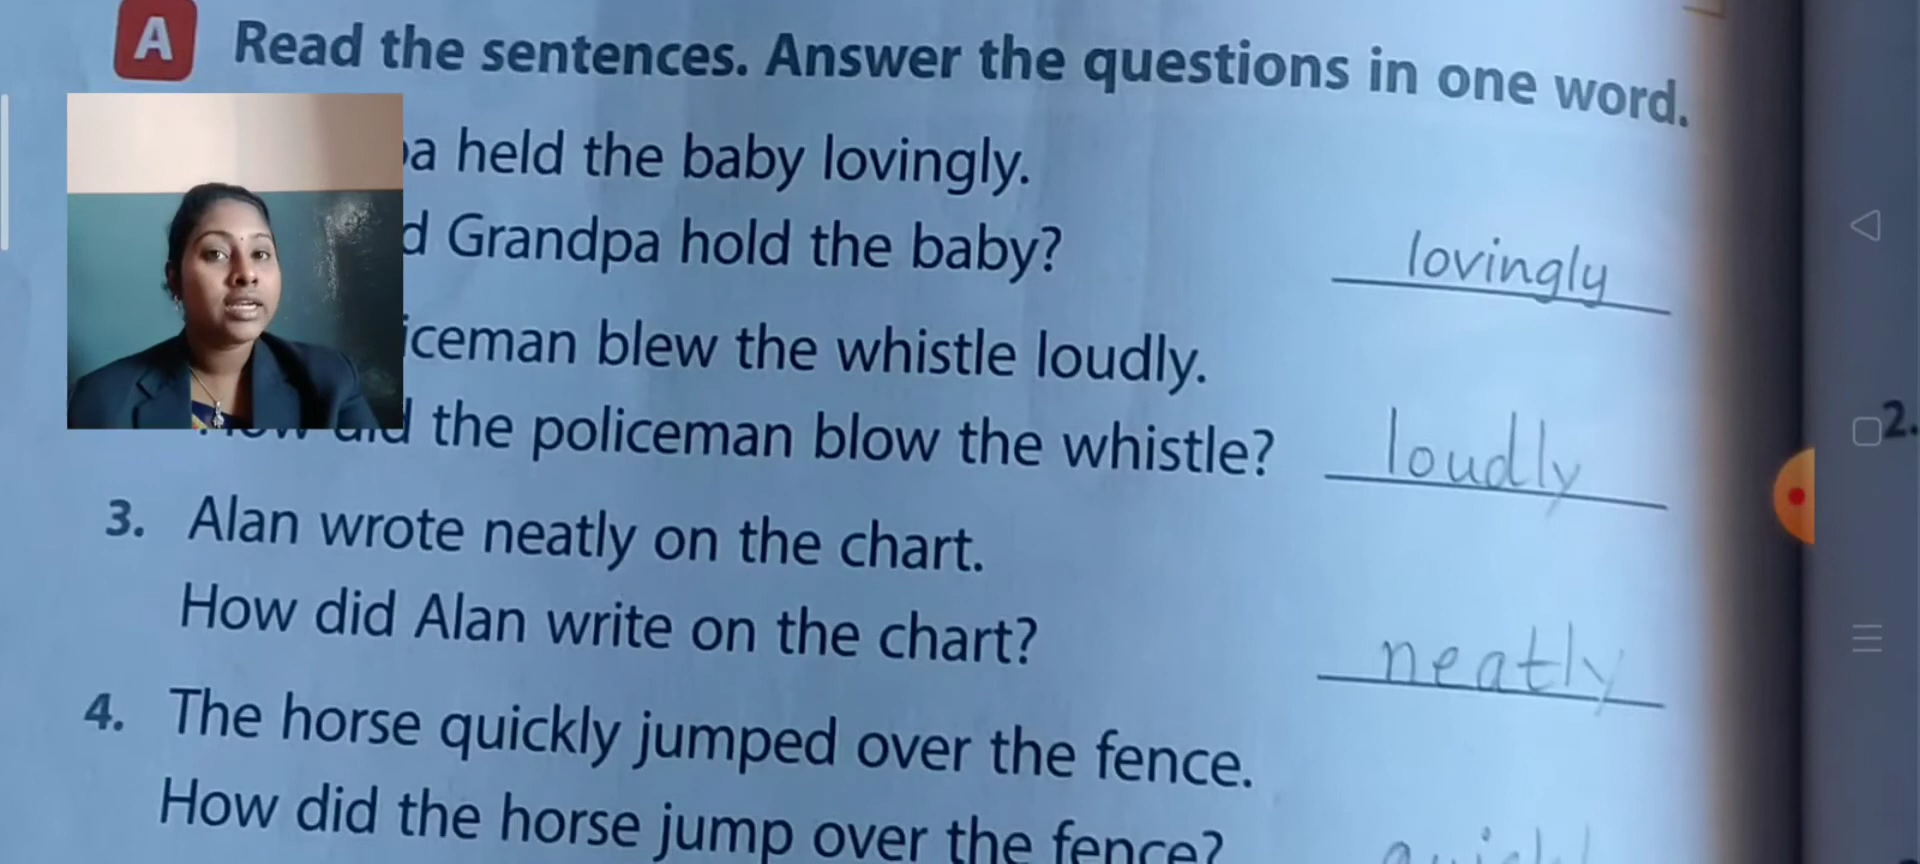 A Read the sentences. Answer the questions in one word.
held the baby lovingly.
Grandpa hold the baby?
lovingly
blew the whistle loudly.
How did the policeman blow the whistle?
loudly
3. Alan wrote neatly on the chart.
How did Alan write on the chart?
neatly
4. The horse quickly jumped over the fence.
How did the horse jump over the fence?
2.